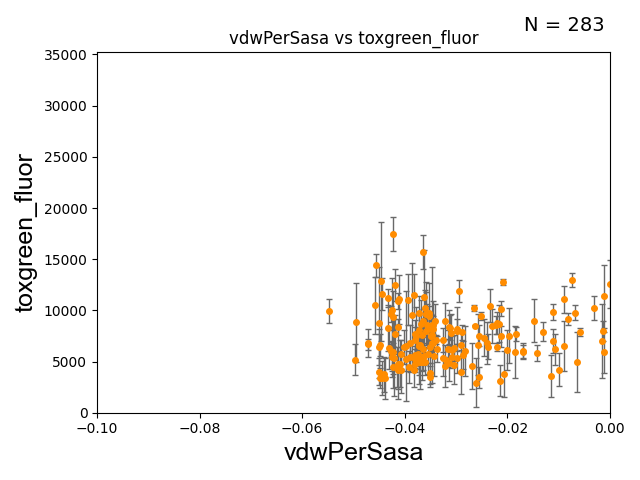 N = 283
vdwPerSasa vs toxgreen_fluor
35000
30000
25000
20000
15000
10000
5000
0
toxgreen_fluor
−0.10 −0.08 −0.06 −0.04 −0.02 0.00
vdwPerSasa